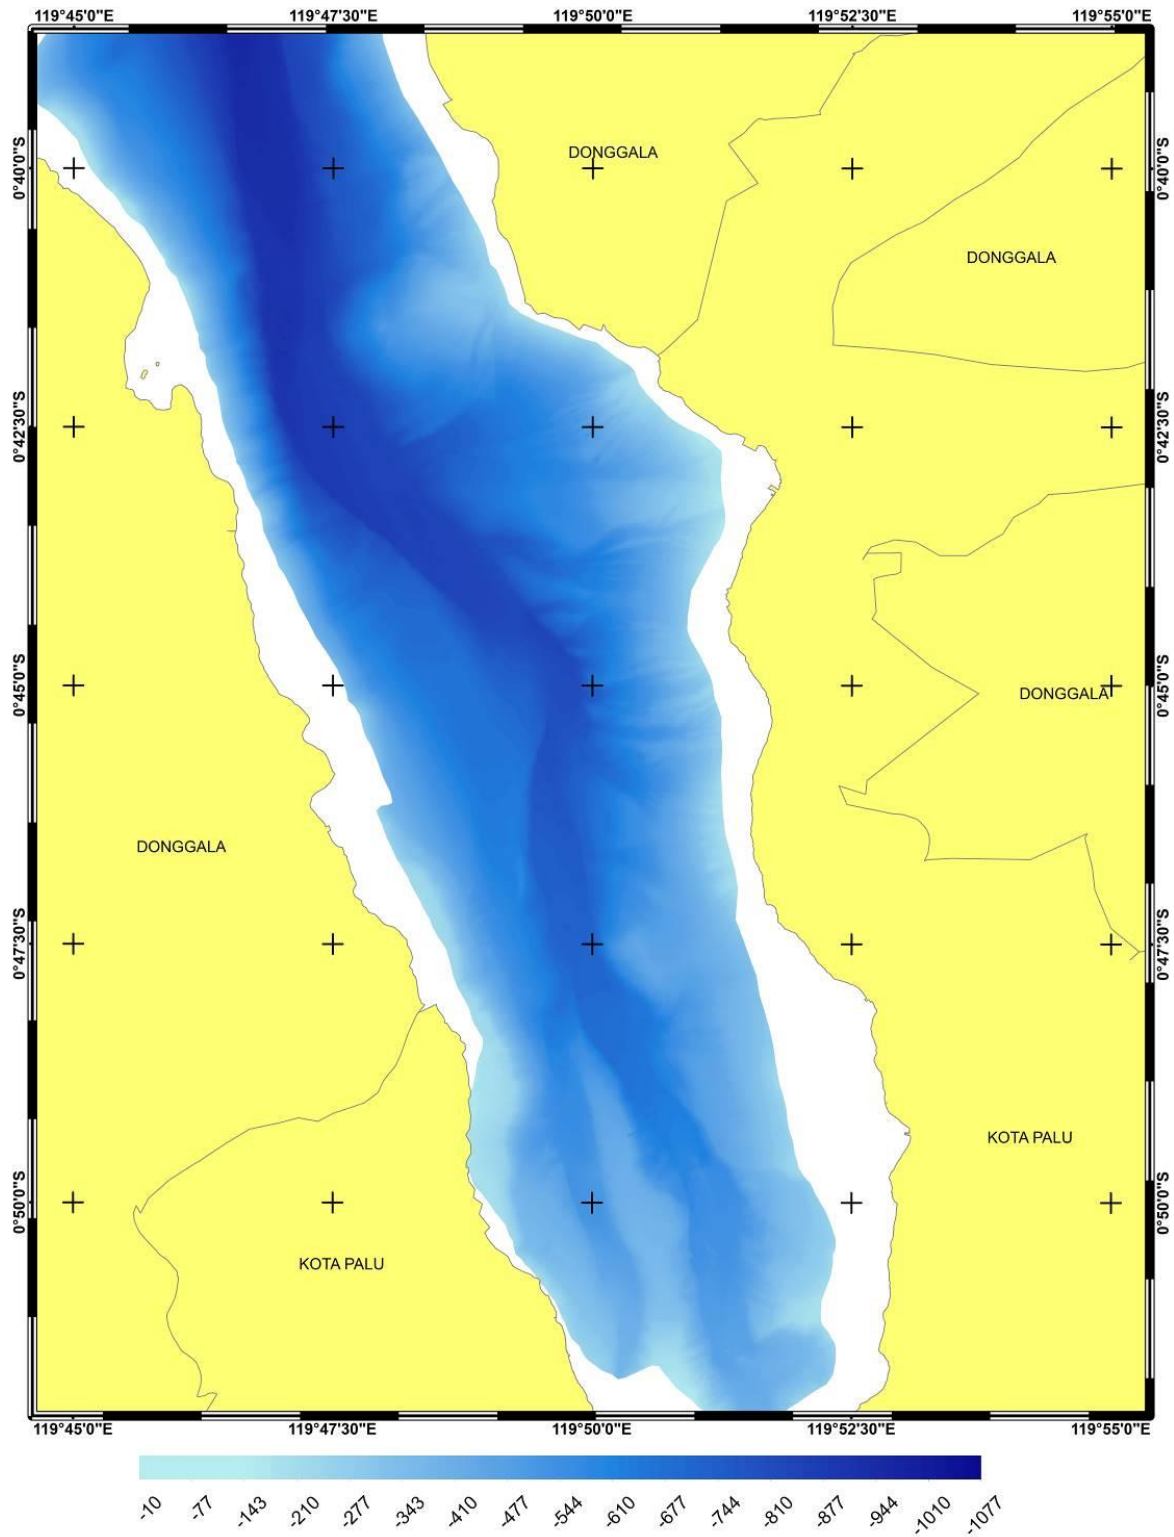 119°45'0"E 119°47'30"E 119°50'0"E 119°52'30"E 119°55'0"E
0°40'0"S 0°40'0"S
DONGGALA
DONGGALA
0°42'30"S 0°42'30"S
0°45'0"S 0°45'0"S
DONGGALA
DONGGALA
0°47'30"S 0°47'30"S
KOTA PALU
0°50'0"S 0°50'0"S
KOTA PALU
119°45'0"E 119°47'30"E 119°50'0"E 119°52'30"E 119°55'0"E
-10 -77 -143 -210 -277 -343 -410 -477 -544 -610 -677 -744 -810 -877 -944 -1010 -1077